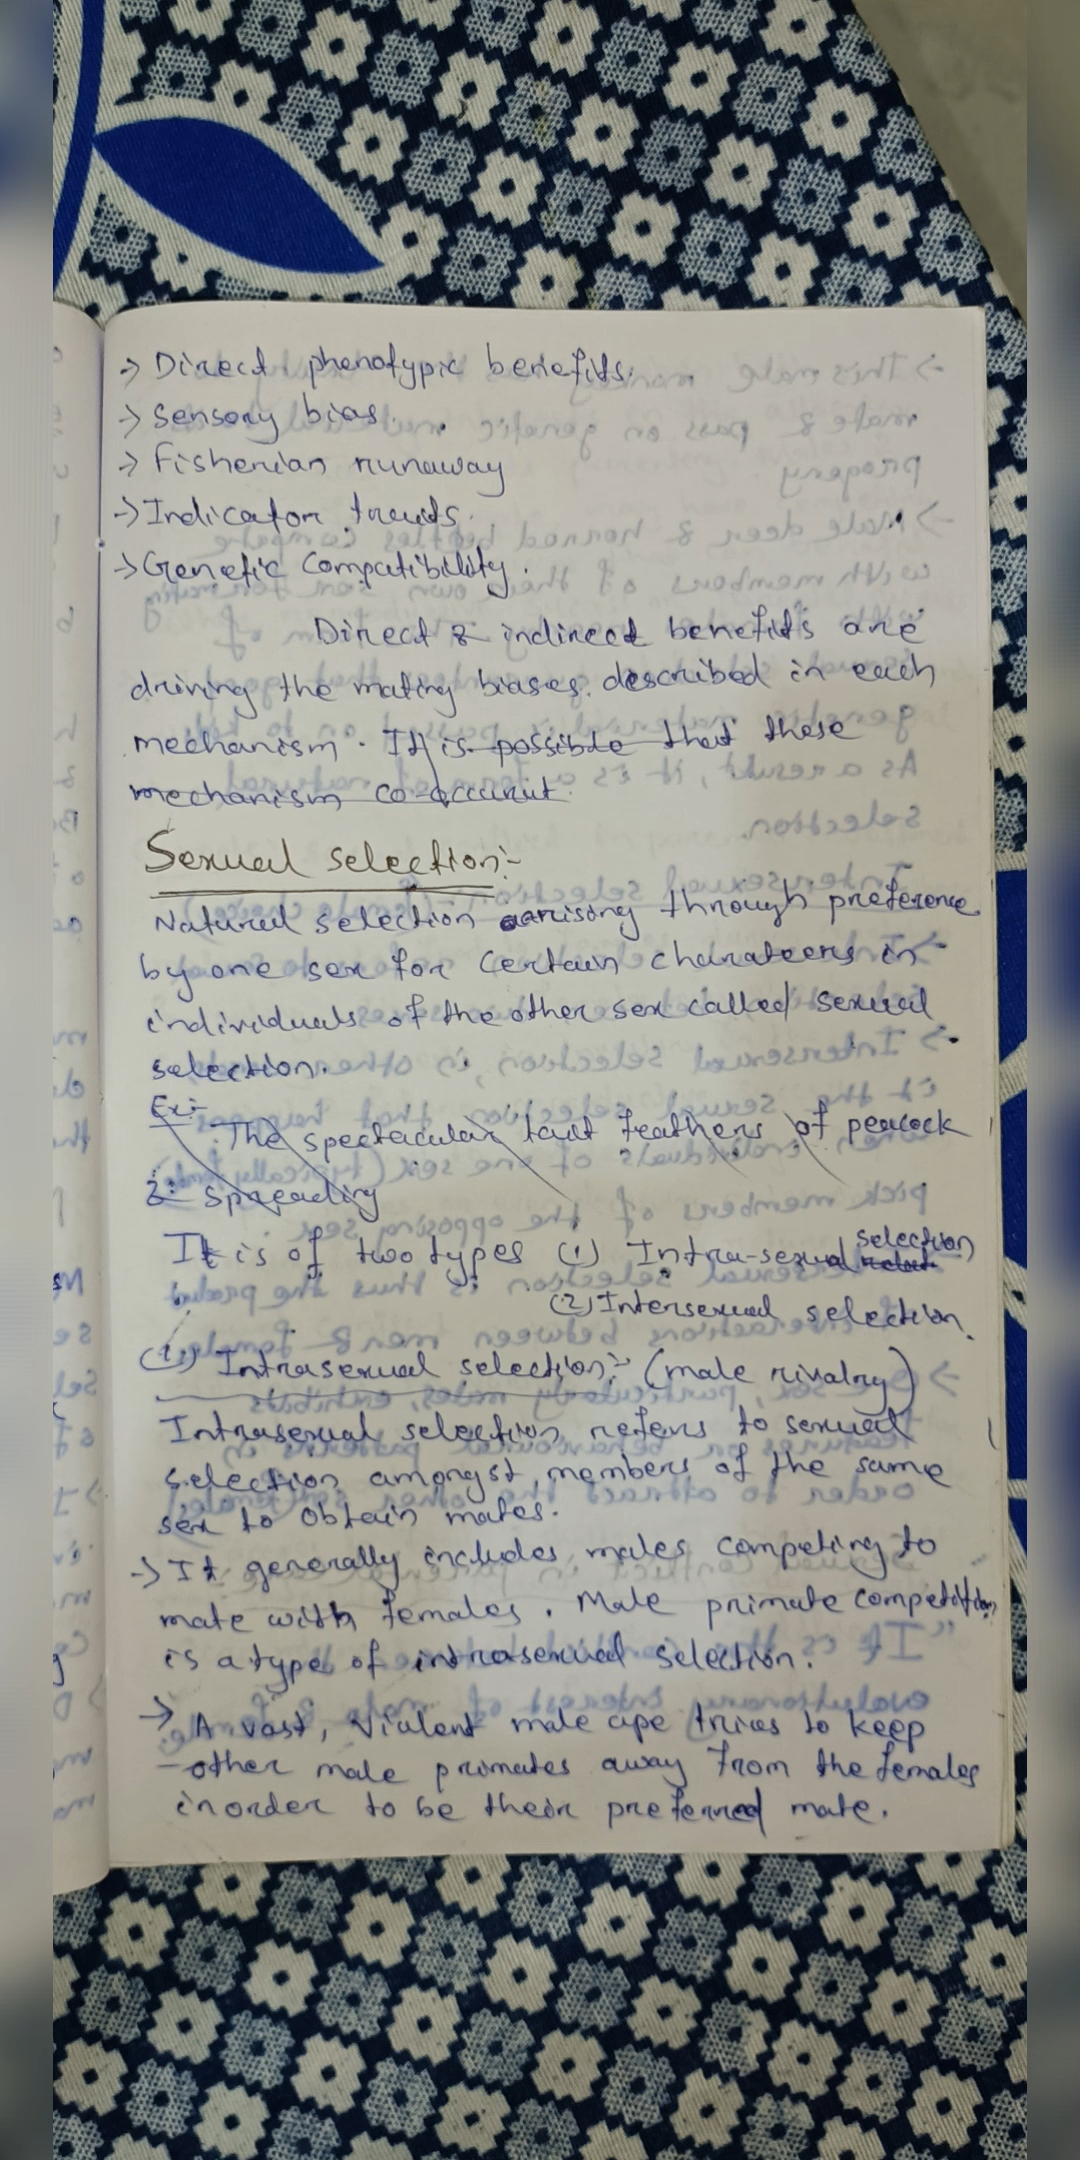 -> Direct phenotypic benefits.
-> Sensory bias.
-> Fisherian runaway
-> Indicator traits.
-> Genetic Compatibility.
Direct & indirect benefits are
driving the mating biases described in each
mechanism. It is possible that these
mechanism co-occurrit.
Sexual selection:-
Natural selection arrising through preference
by one sex for certain charateers in
individuals of the other sex called sexual
selection.
Ex:-
The spectacular tail feathers of peacock
2: Spreading
It is of two types (1) Intra-sexual selection
(2) Intersexual selection.
(1) Intrasexual selection:- (male rivalry)
Intrasexual selection refers to sexual
selection amongst members of the same
sex to obtain mates.
-> It generally includes males competing to
mate with females. Male primate competition
is a type of intrasexual selection.
-> A vast, violent male ape tries to keep
other male primates away from the females
inorder to be their preferred mate.